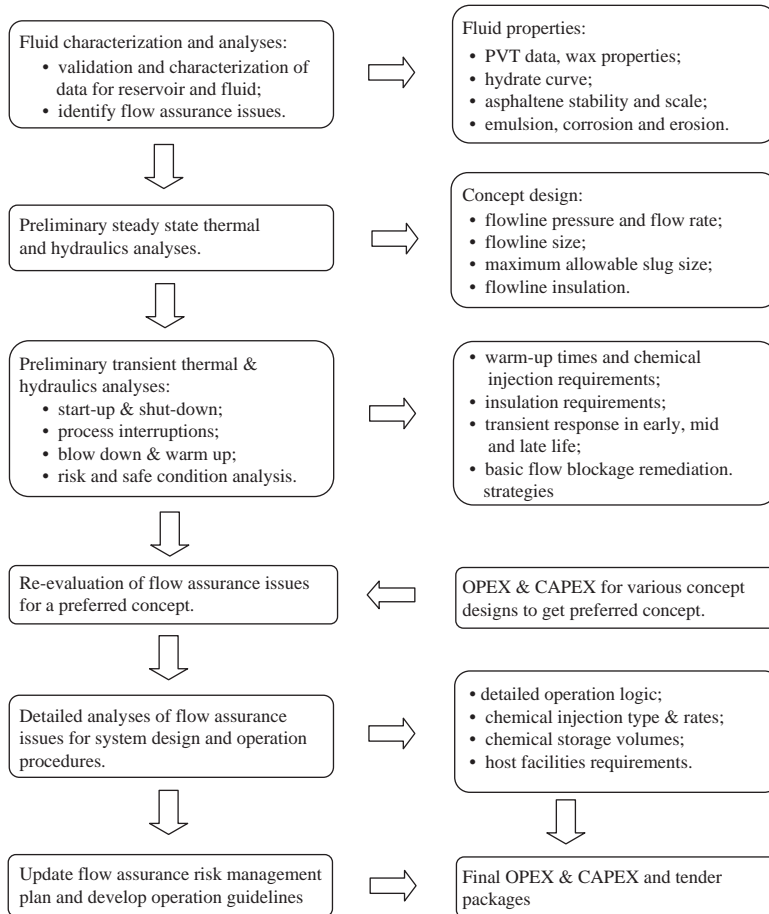 Fluid characterization and analyses:
• validation and characterization of
data for reservoir and fluid;
• identify flow assurance issues.
Fluid properties:
• PVT data, wax properties;
• hydrate curve;
• asphaltene stability and scale;
• emulsion, corrosion and erosion.
Preliminary steady state thermal
and hydraulics analyses.
Concept design:
• flowline pressure and flow rate;
• flowline size;
• maximum allowable slug size;
• flowline insulation.
Preliminary transient thermal &
hydraulics analyses:
• start-up & shut-down;
• process interruptions;
• blow down & warm up;
• risk and safe condition analysis.
• warm-up times and chemical
injection requirements;
• insulation requirements;
• transient response in early, mid
and late life;
• basic flow blockage remediation.
strategies
Re-evaluation of flow assurance issues
for a preferred concept.
OPEX & CAPEX for various concept
designs to get preferred concept.
Detailed analyses of flow assurance
issues for system design and operation
procedures.
• detailed operation logic;
• chemical injection type & rates;
• chemical storage volumes;
• host facilities requirements.
Update flow assurance risk management
plan and develop operation guidelines
Final OPEX & CAPEX and tender
packages